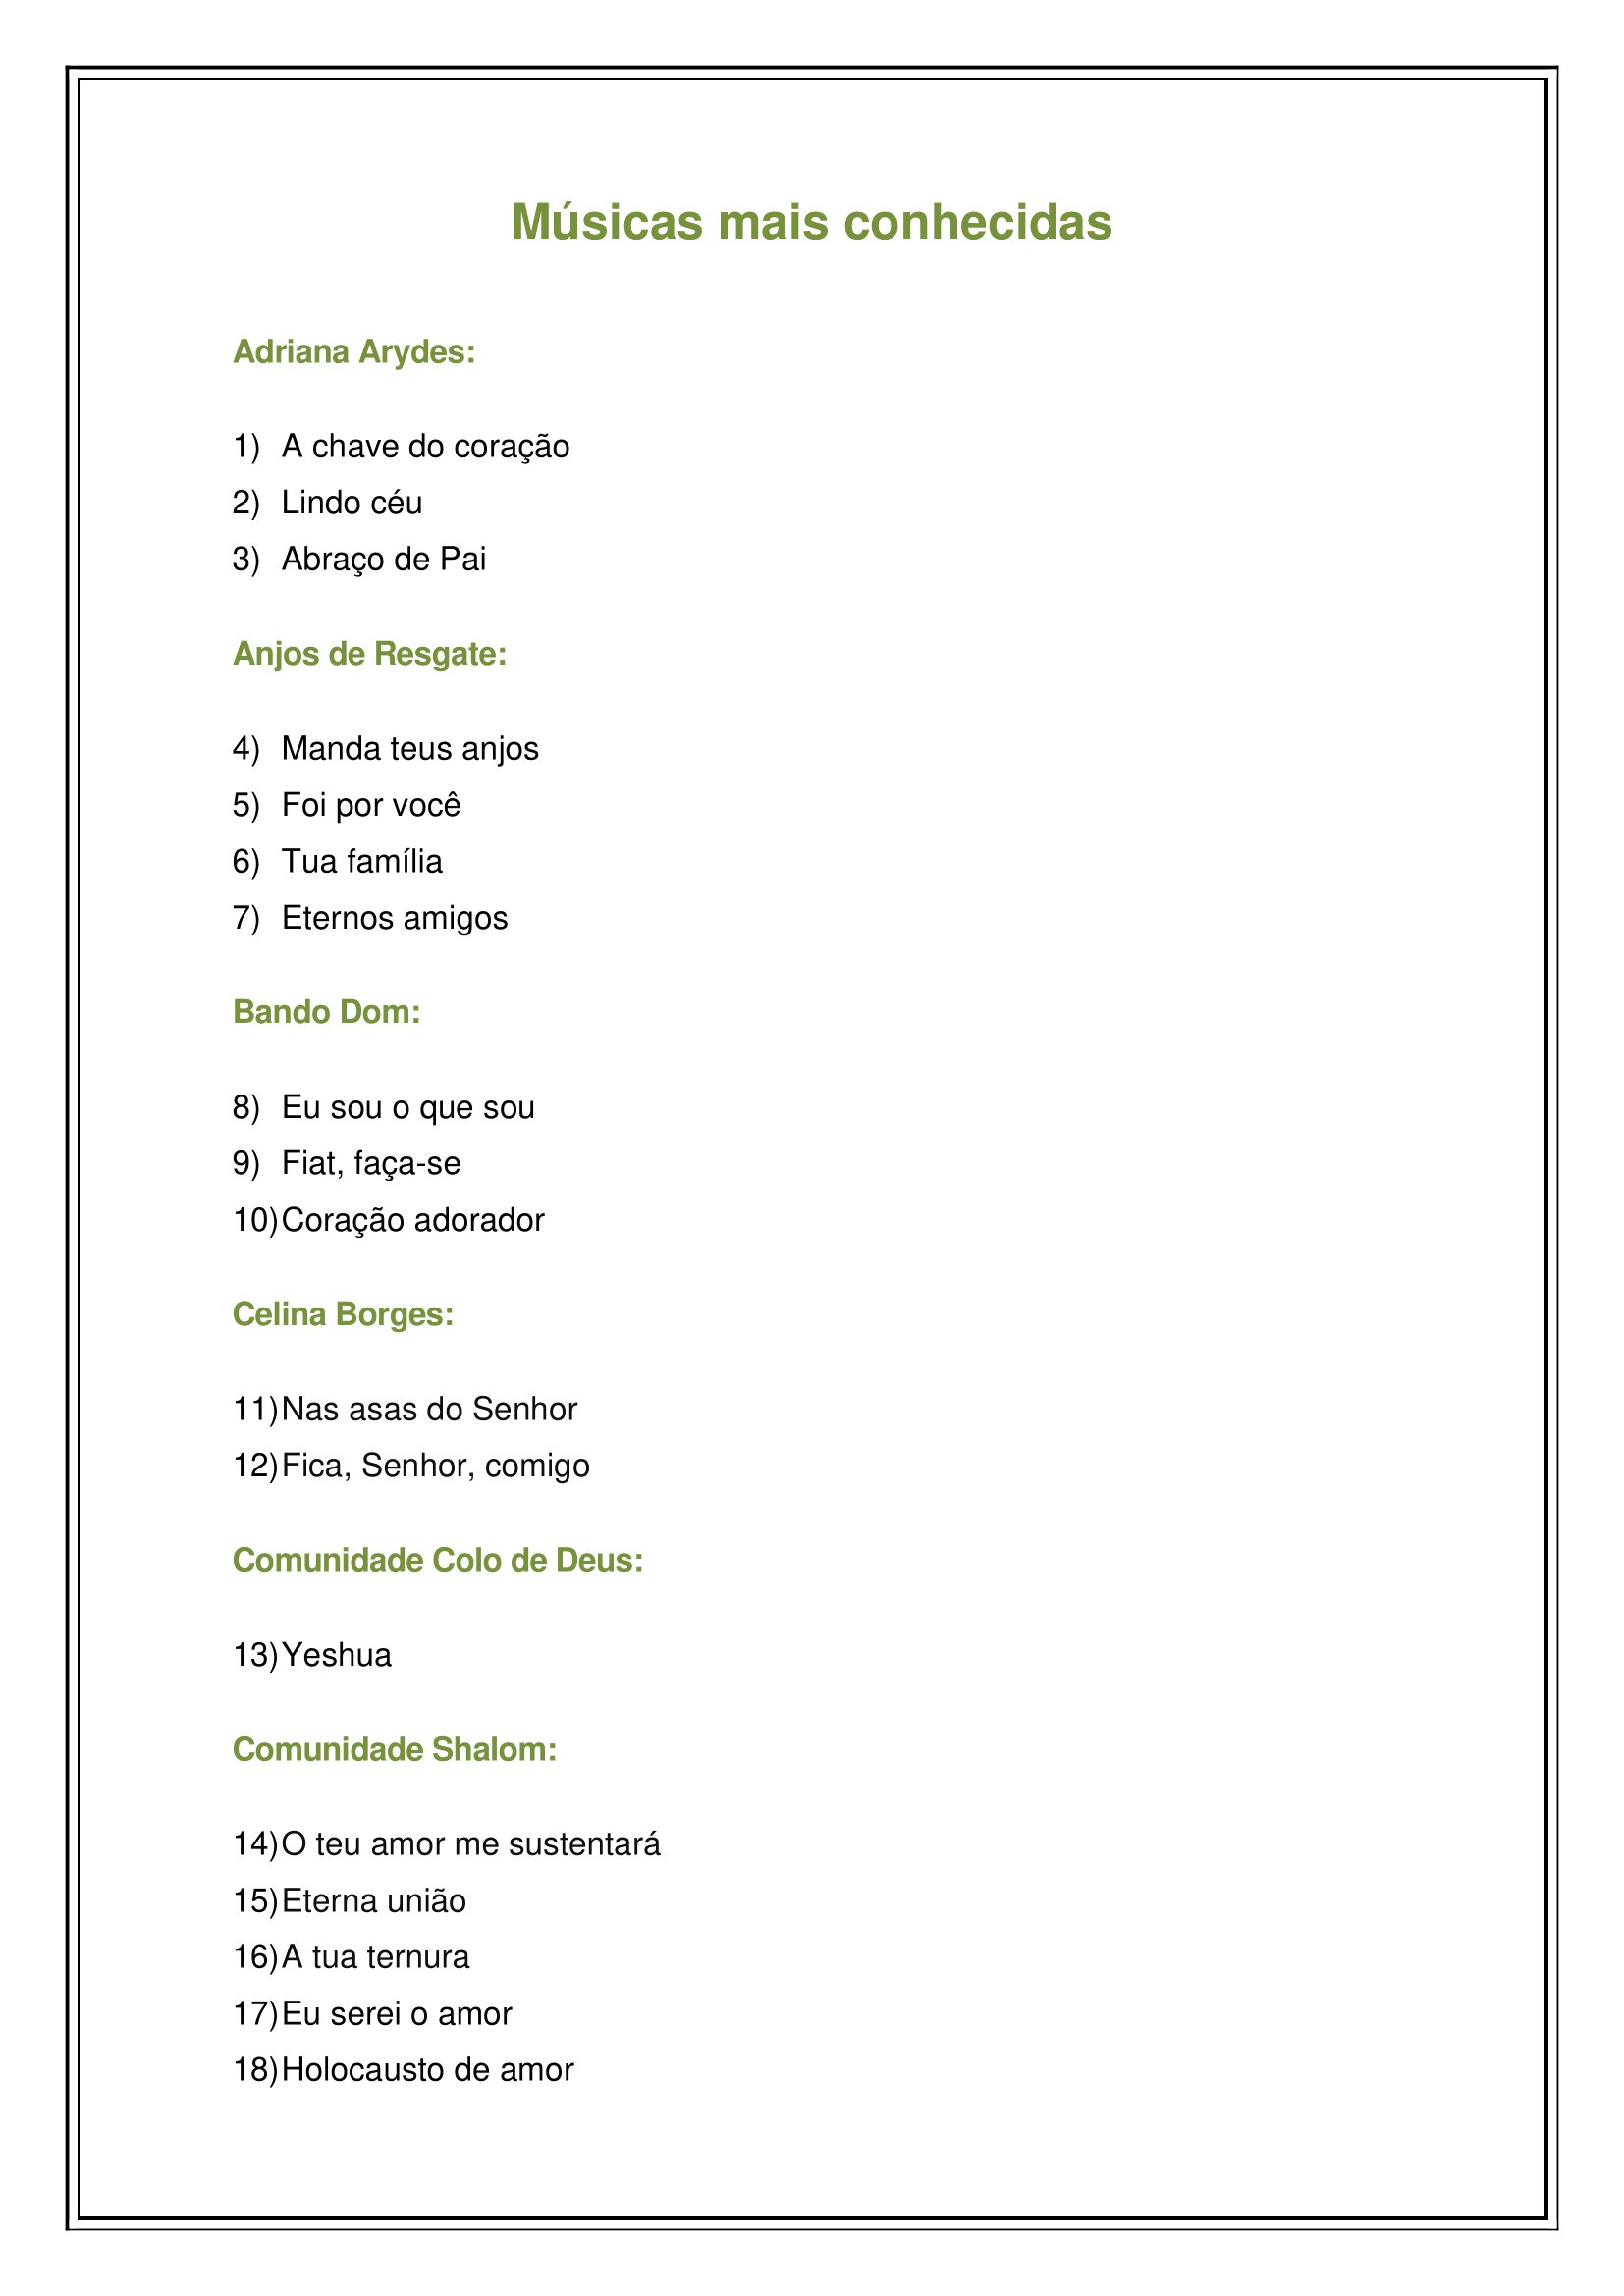 Músicas mais conhecidas
Adriana Arydes:
1) A chave do coração
2) Lindo céu
3) Abraço de Pai
Anjos de Resgate:
4) Manda teus anjos
5) Foi por você
6) Tua família
7) Eternos amigos
Bando Dom:
8) Eu sou o que sou
9) Fiat, faça-se
10) Coração adorador
Celina Borges:
11) Nas asas do Senhor
12) Fica, Senhor, comigo
Comunidade Colo de Deus:
13) Yeshua
Comunidade Shalom:
14) O teu amor me sustentará
15) Eterna união
16) A tua ternura
17) Eu serei o amor
18) Holocausto de amor